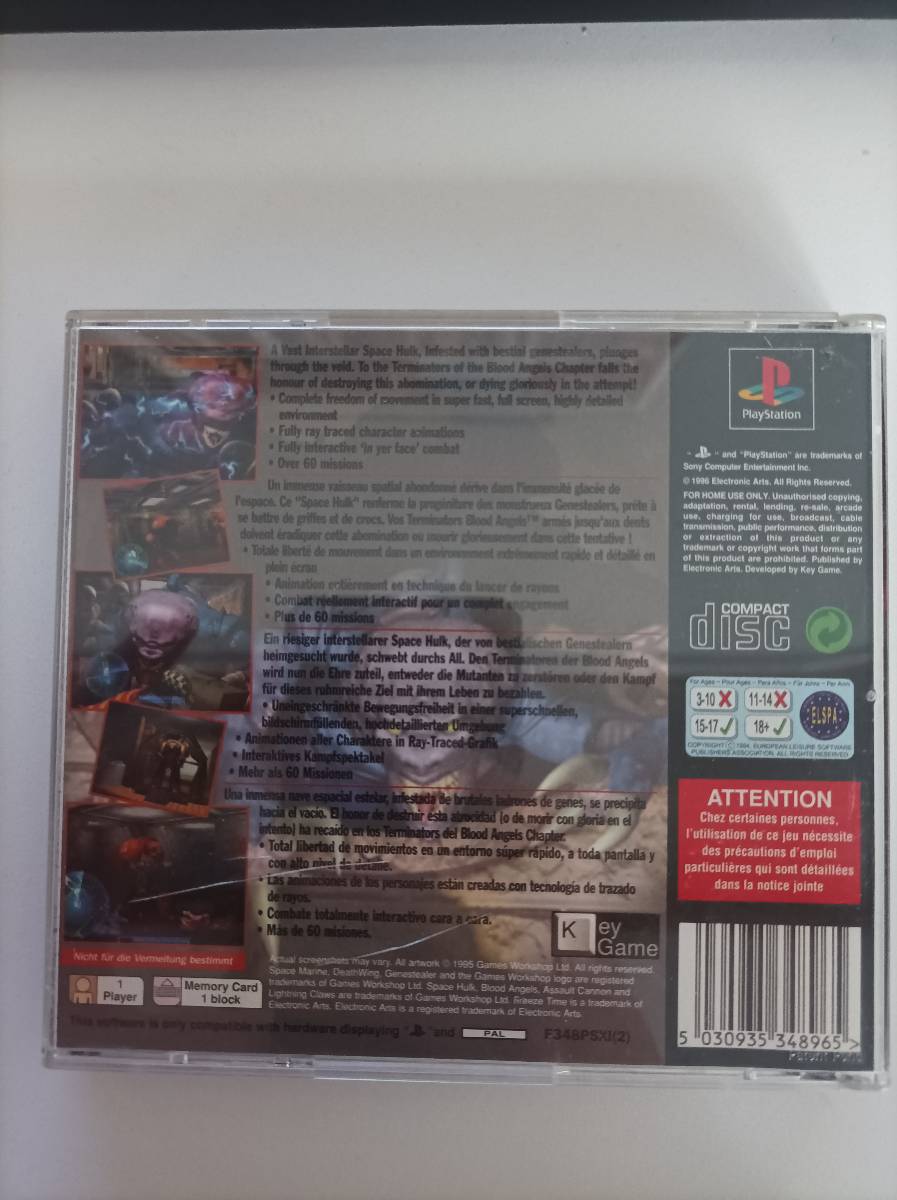 A Vast Interstellar Space Hulk, infested with bestial genestealers, plunges
through the void. To the Terminators of the Blood Angels Chapter falls the
honour of destroying this abomination, or dying gloriously in the attempt!
• Complete freedom of movement in super fast, full screen, highly detailed
environment
• Fully ray traced character animations
• Fully interactive 'in yer face' combat
• Over 60 missions
Un immense vaisseau spatial abandonné dérive dans l'immensité glacée de
l'espace. Ce "Space Hulk" renferme la progéniture des monstrueux Genestealers, prête à
se battre de griffes et de crocs. Vos Terminators Blood Angels™ armés jusqu'aux dents
doivent éradiquer cette abomination ou mourir glorieusement dans cette tentative !
• Totale liberté de mouvement dans un environnement extrêmement rapide et détaillé en
plein écran
• Animation entièrement en technique du lancer de rayons
• Combat réellement interactif pour un complet engagement
• Plus de 60 missions
Ein riesiger interstellarer Space Hulk, der von bestialischen Genestealern
heimgesucht wurde, schwebt durchs All. Den Terminatoren der Blood Angels
wird nun die Ehre zuteil, entweder die Mutanten zu zerstören oder den Kampf
für dieses ruhmreiche Ziel mit ihrem Leben zu bezahlen.
• Uneingeschränkte Bewegungsfreiheit in einer superschnellen,
bildschirmfüllenden, hochdetaillierten Umgebung
• Animationen aller Charaktere in Ray-Traced-Grafik
• Interaktives Kampfspektakel
• Mehr als 60 Missionen
Una inmensa nave espacial estelar, infestada de brutales ladrones de genes, se precipita
hacia el vacío. El honor de destruir esta atrocidad (o de morir con gloria en el
intento) ha recaído en los Terminators del Blood Angels Chapter.
• Total libertad de movimientos en un entorno súper rápido, a toda pantalla y
con alto nivel de detalle.
• Las animaciones de los personajes están creadas con tecnología de trazado
de rayos.
• Combate totalmente interactivo cara a cara.
• Más de 60 misiones.
Key
Game
Nicht für die Vermietung bestimmt
1
Player
Memory Card
1 block
Actual screenshots may vary. All artwork © 1995 Games Workshop Ltd. All rights reserved.
Space Marine, DeathWing, Genestealer and the Games Workshop logo are registered
trademarks of Games Workshop Ltd. Space Hulk, Blood Angels, Assault Cannon and
Lightning Claws are trademarks of Games Workshop Ltd. Freeze Time is a trademark of
Electronic Arts. Electronic Arts is a registered trademark of Electronic Arts.
This software is only compatible with hardware displaying " " and PAL F348PSXI(2)
PlayStation
" " and "PlayStation" are trademarks of
Sony Computer Entertainment Inc.
© 1996 Electronic Arts. All Rights Reserved.
FOR HOME USE ONLY. Unauthorised copying,
adaptation, rental, lending, re-sale, arcade
use, charging for use, broadcast, cable
transmission, public performance, distribution
or extraction of this product or any
trademark or copyright work that forms part
of this product are prohibited. Published by
Electronic Arts. Developed by Key Game.
COMPACT
disc
For Ages – Pour Ages – Para Años – Für Jahre – Per Anni
3-10 11-14
15-17 18+
ELSPA
COPYRIGHT © 1994. EUROPEAN LEISURE SOFTWARE
PUBLISHERS ASSOCIATION. ALL RIGHTS RESERVED
ATTENTION
Chez certaines personnes,
l'utilisation de ce jeu nécessite
des précautions d'emploi
particulières qui sont détaillées
dans la notice jointe
5 030935 348965 >